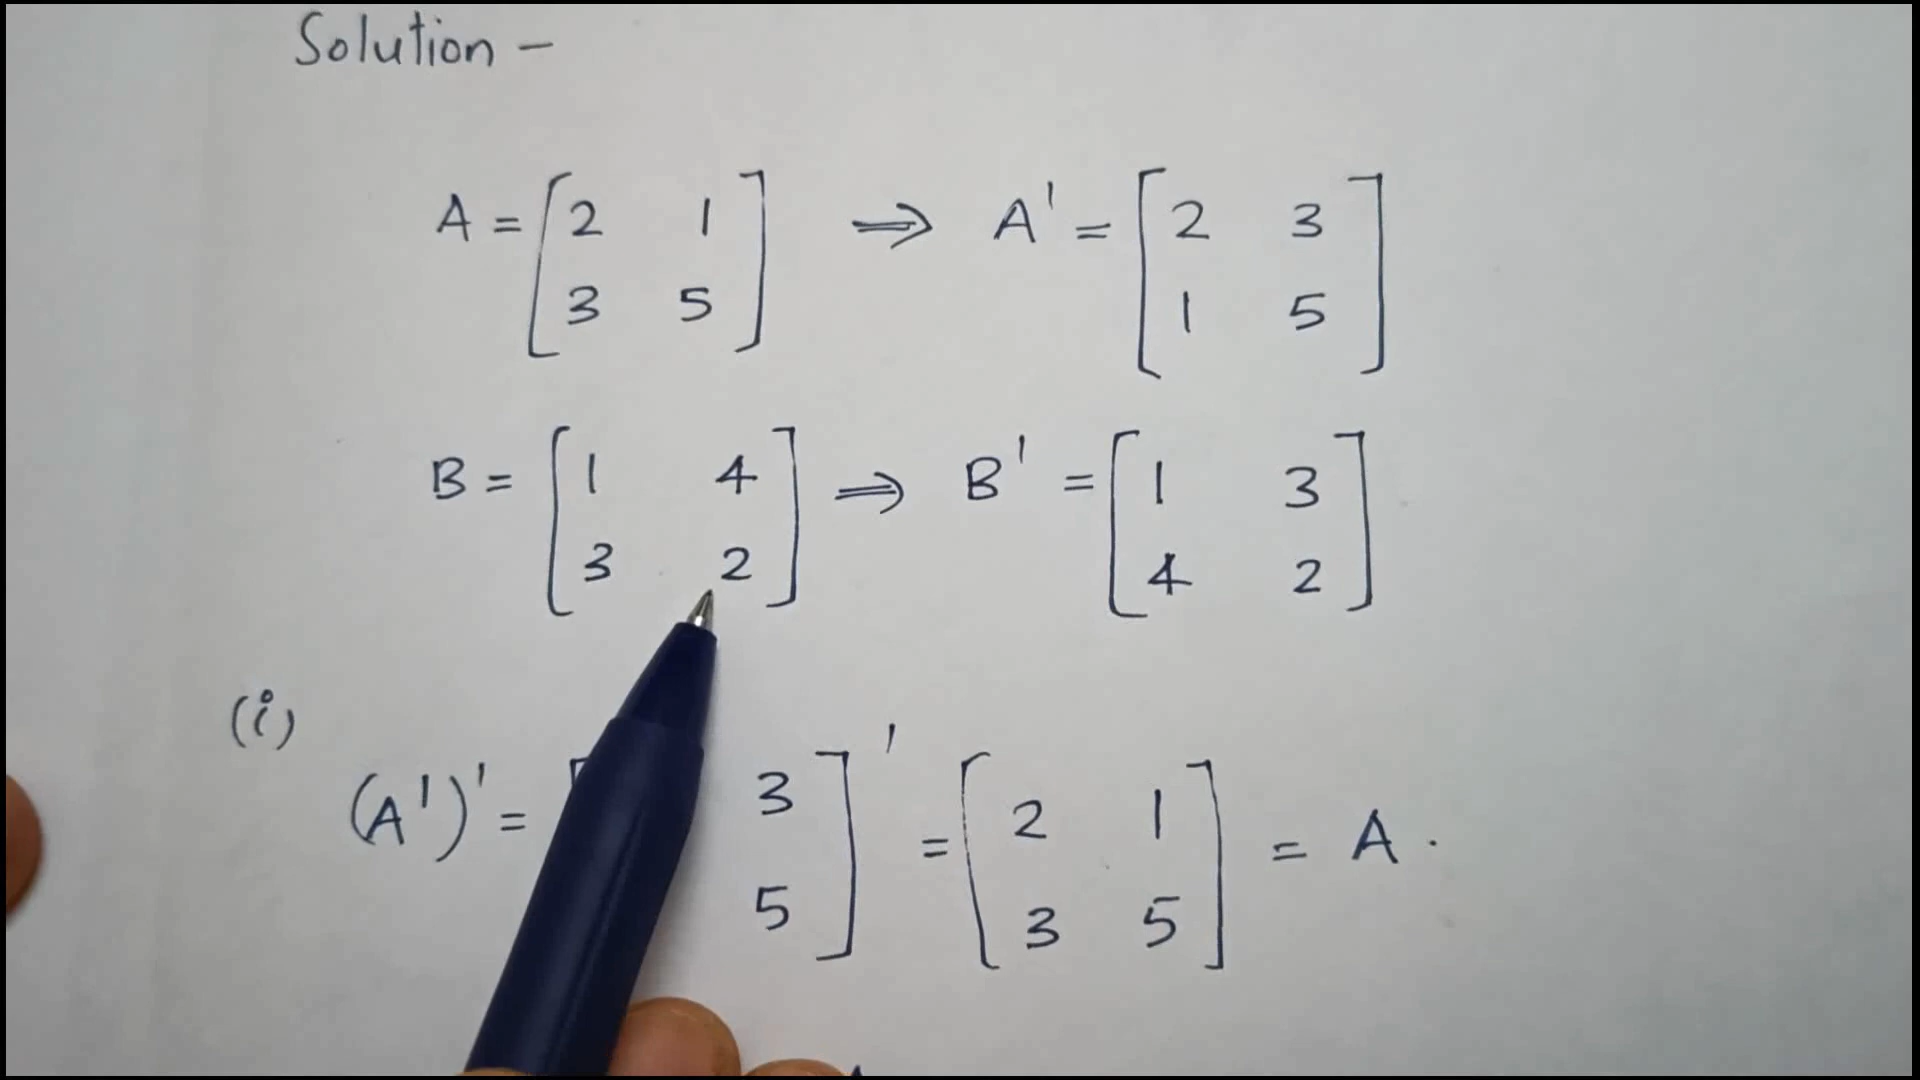 Solution -
A = [2 1 ⇒ A' = [2 3
3 5] 1 5]
B = [1 4 ⇒ B' = [1 3
3 2] 4 2]
(i)
(A')' = [ 3 ]' = [2 1 = A.
5 3 5]